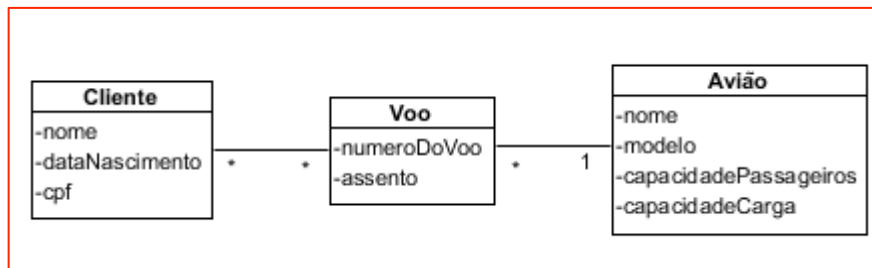 Cliente
-nome
-dataNascimento
-cpf
*
*
Voo
-numeroDoVoo
-assento
*
1
Avião
-nome
-modelo
-capacidadePassageiros
-capacidadeCarga